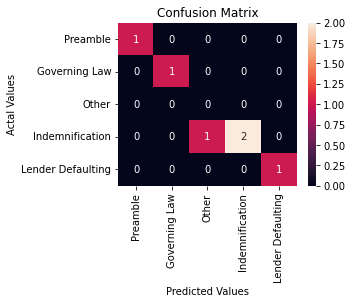 Confusion Matrix
Actal Values
Preamble 1 0 0 0 0
Governing Law 0 1 0 0 0
Other 0 0 0 0 0
Indemnification 0 0 1 2 0
Lender Defaulting 0 0 0 0 1
Preamble
Governing Law
Other
Indemnification
Lender Defaulting
Predicted Values
2.00
1.75
1.50
1.25
1.00
0.75
0.50
0.25
0.00